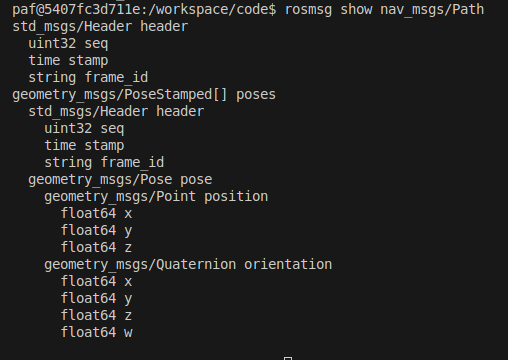 paf@5407fc3d711e:/workspace/code$ rosmsg show nav_msgs/Path
std_msgs/Header header
  uint32 seq
  time stamp
  string frame_id
geometry_msgs/PoseStamped[] poses
  std_msgs/Header header
    uint32 seq
    time stamp
    string frame_id
  geometry_msgs/Pose pose
    geometry_msgs/Point position
      float64 x
      float64 y
      float64 z
    geometry_msgs/Quaternion orientation
      float64 x
      float64 y
      float64 z
      float64 w